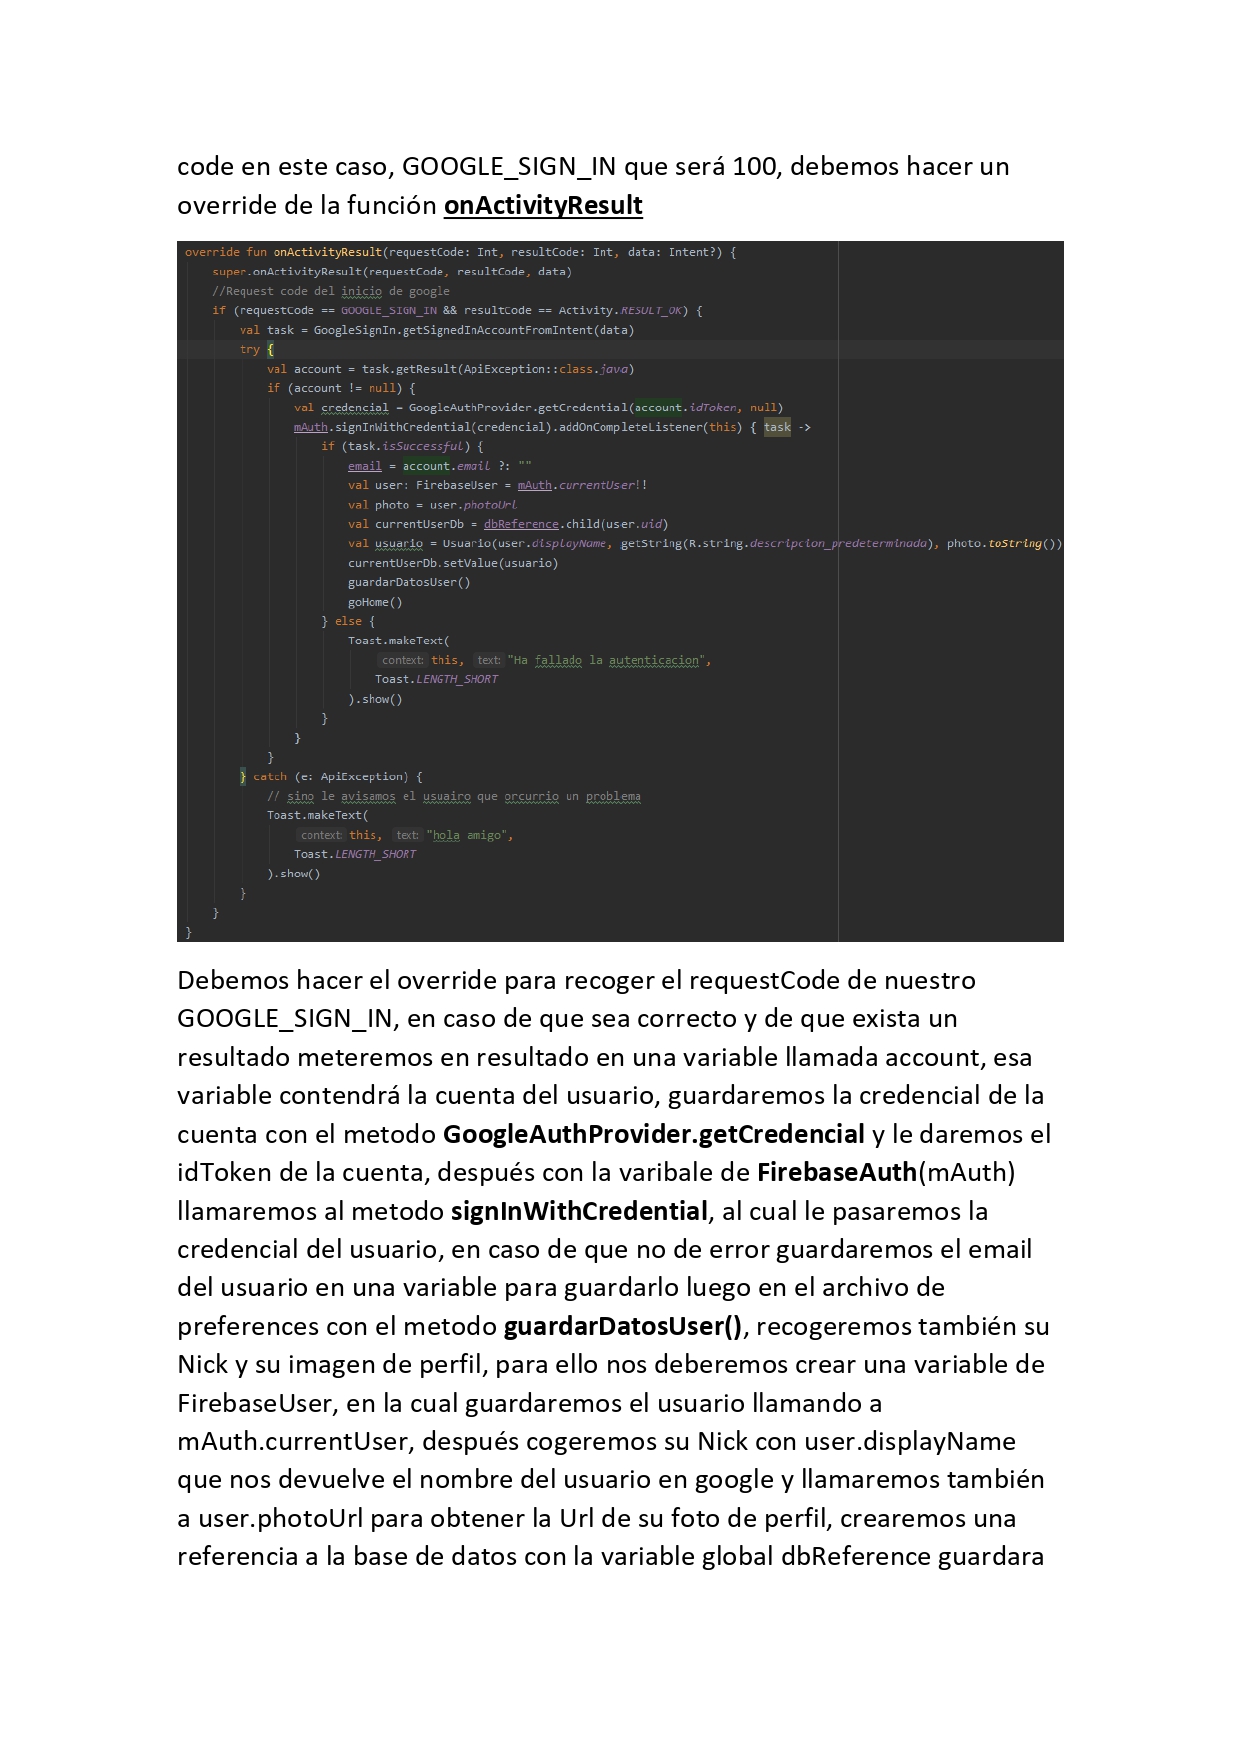 code en este caso, GOOGLE_SIGN_IN que será 100, debemos hacer un
override de la función onActivityResult
override fun onActivityResult(requestCode: Int, resultCode: Int, data: Intent?) {
super.onActivityResult(requestCode, resultCode, data)
//Request code del inicio de google
if (requestCode == GOOGLE_SIGN_IN && resultCode == Activity.RESULT_OK) {
val task = GoogleSignIn.getSignedInAccountFromIntent(data)
try {
val account = task.getResult(ApiException::class.java)
if (account != null) {
val credencial = GoogleAuthProvider.getCredential(account.idToken, null)
mAuth.signInWithCredential(credencial).addOnCompleteListener(this) { task ->
if (task.isSuccessful) {
email = account.email ?: ""
val user: FirebaseUser = mAuth.currentUser!!
val photo = user.photoUrl
val currentUserDb = dbReference.child(user.uid)
val usuario = Usuario(user.displayName, getString(R.string.descripcion_predeterminada), photo.toString())
currentUserDb.setValue(usuario)
guardarDatosUser()
goHome()
} else {
Toast.makeText(
context: this, text: "Ha fallado la autenticacion",
Toast.LENGTH_SHORT
).show()
}
}
}
} catch (e: ApiException) {
// sino le avisamos el usuairo que orcurrio un problema
Toast.makeText(
context: this, text: "hola amigo",
Toast.LENGTH_SHORT
).show()
}
}
}
Debemos hacer el override para recoger el requestCode de nuestro
GOOGLE_SIGN_IN, en caso de que sea correcto y de que exista un
resultado meteremos en resultado en una variable llamada account, esa
variable contendrá la cuenta del usuario, guardaremos la credencial de la
cuenta con el metodo GoogleAuthProvider.getCredencial y le daremos el
idToken de la cuenta, después con la varibale de FirebaseAuth(mAuth)
llamaremos al metodo signInWithCredential, al cual le pasaremos la
credencial del usuario, en caso de que no de error guardaremos el email
del usuario en una variable para guardarlo luego en el archivo de
preferences con el metodo guardarDatosUser(), recogeremos también su
Nick y su imagen de perfil, para ello nos deberemos crear una variable de
FirebaseUser, en la cual guardaremos el usuario llamando a
mAuth.currentUser, después cogeremos su Nick con user.displayName
que nos devuelve el nombre del usuario en google y llamaremos también
a user.photoUrl para obtener la Url de su foto de perfil, crearemos una
referencia a la base de datos con la variable global dbReference guardara